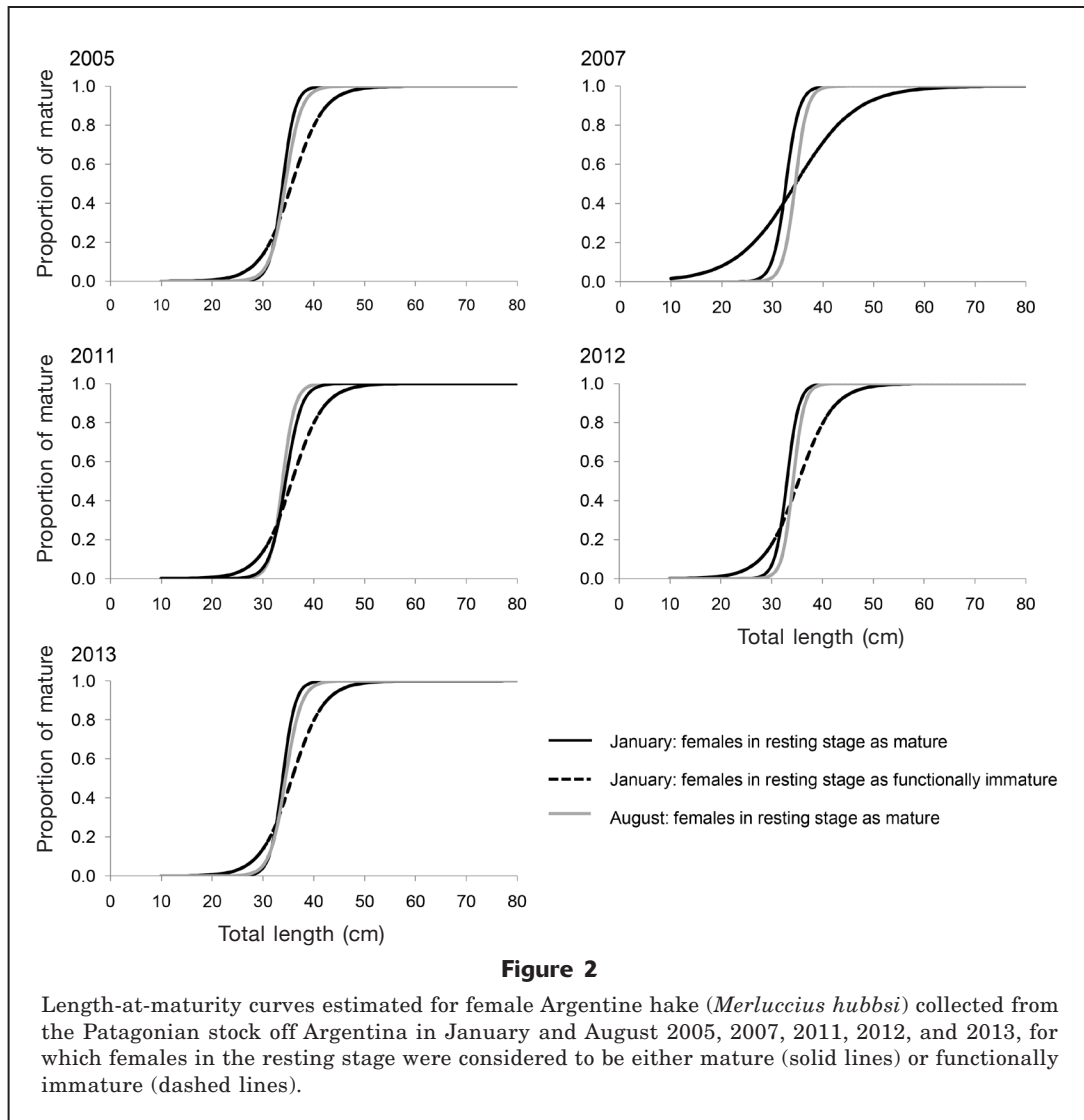 2005
1.0
0.8
0.6
0.4
0.2
0.0
Proportion of mature
0 10 20 30 40 50 60 70 80
2007
1.0
0.8
0.6
0.4
0.2
0.0
0 10 20 30 40 50 60 70 80
2011
1.0
0.8
0.6
0.4
0.2
0.0
Proportion of mature
0 10 20 30 40 50 60 70 80
2012
1.0
0.8
0.6
0.4
0.2
0.0
0 10 20 30 40 50 60 70 80
Total length (cm)
2013
1.0
0.8
0.6
0.4
0.2
0.0
Proportion of mature
0 10 20 30 40 50 60 70 80
Total length (cm)
January: females in resting stage as mature
January: females in resting stage as functionally immature
August: females in resting stage as mature
Figure 2
Length-at-maturity curves estimated for female Argentine hake (Merluccius hubbsi) collected from
the Patagonian stock off Argentina in January and August 2005, 2007, 2011, 2012, and 2013, for
which females in the resting stage were considered to be either mature (solid lines) or functionally
immature (dashed lines).